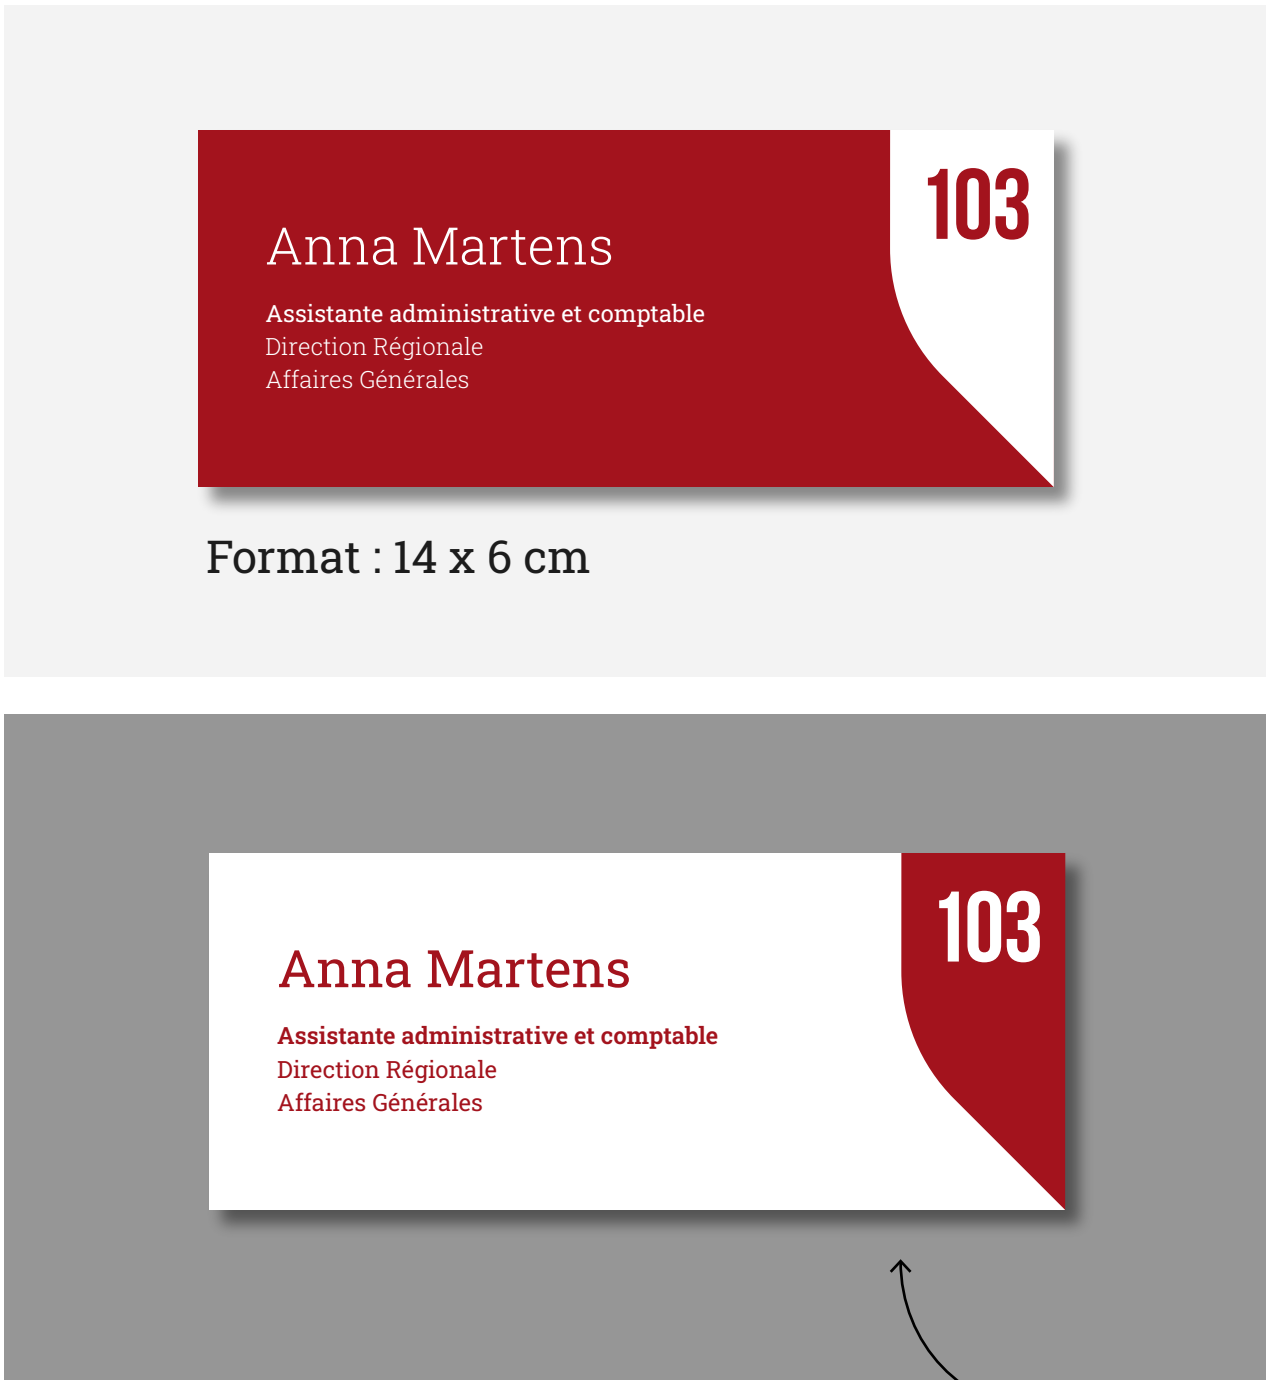 103
Anna Martens
Assistante administrative et comptable
Direction Régionale
Affaires Générales
Format : 14 x 6 cm
103
Anna Martens
Assistante administrative et comptable
Direction Régionale
Affaires Générales